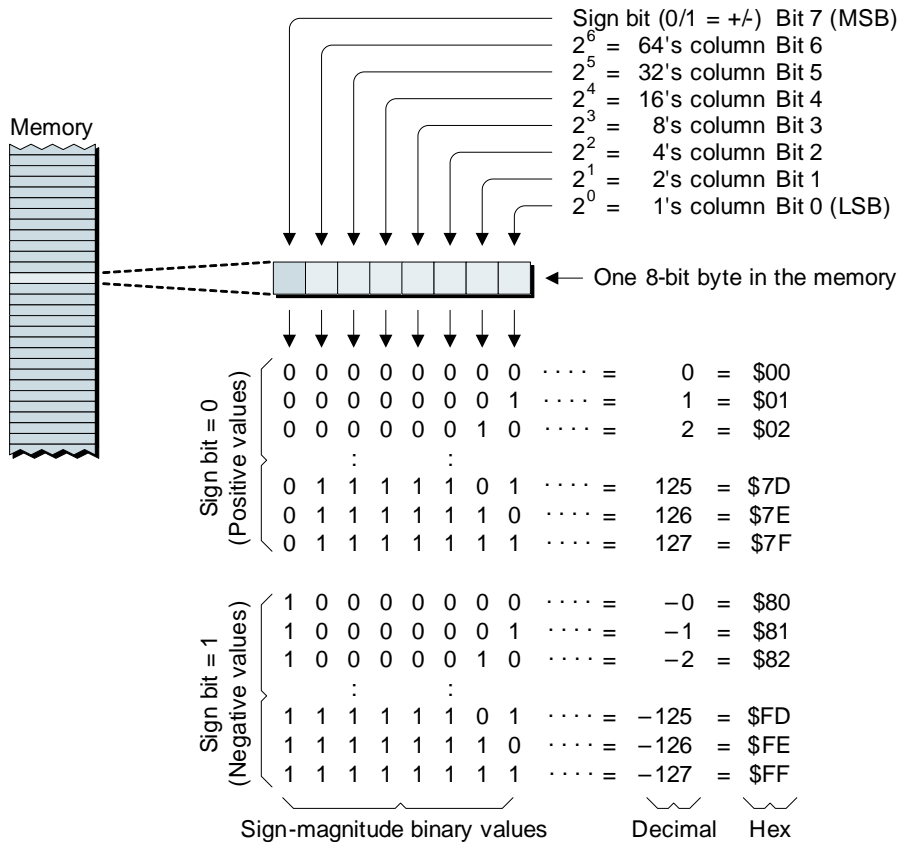 Sign bit (0/1 = +/-) Bit 7 (MSB)
2^6 = 64's column Bit 6
2^5 = 32's column Bit 5
2^4 = 16's column Bit 4
2^3 = 8's column Bit 3
2^2 = 4's column Bit 2
2^1 = 2's column Bit 1
2^0 = 1's column Bit 0 (LSB)
Memory
One 8-bit byte in the memory
Sign bit = 0
(Positive values)
0 0 0 0 0 0 0 0 ···· = 0 = $00
0 0 0 0 0 0 0 1 ···· = 1 = $01
0 0 0 0 0 0 1 0 ···· = 2 = $02
: :
0 1 1 1 1 1 0 1 ···· = 125 = $7D
0 1 1 1 1 1 1 0 ···· = 126 = $7E
0 1 1 1 1 1 1 1 ···· = 127 = $7F
Sign bit = 1
(Negative values)
1 0 0 0 0 0 0 0 ···· = –0 = $80
1 0 0 0 0 0 0 1 ···· = –1 = $81
1 0 0 0 0 0 1 0 ···· = –2 = $82
: :
1 1 1 1 1 1 0 1 ···· = –125 = $FD
1 1 1 1 1 1 1 0 ···· = –126 = $FE
1 1 1 1 1 1 1 1 ···· = –127 = $FF
Sign-magnitude binary values Decimal Hex